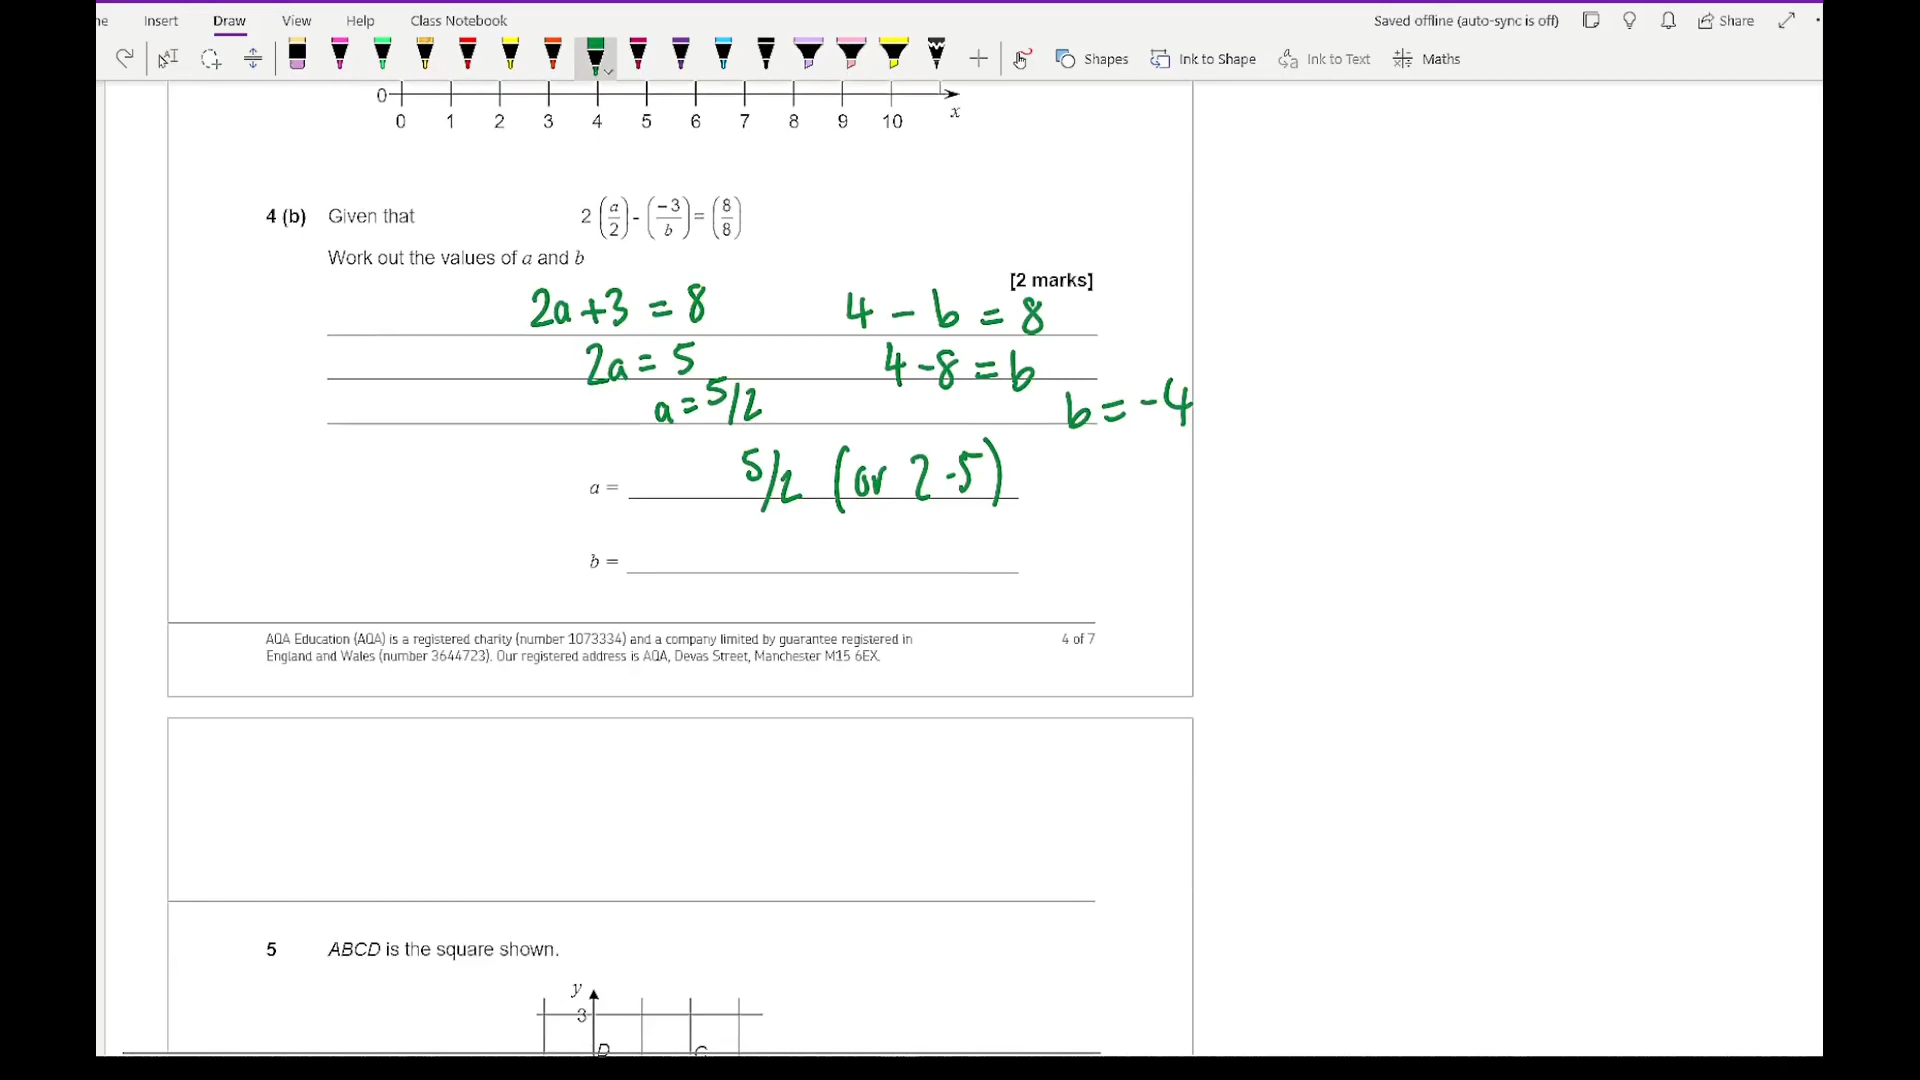 Insert Draw View Help Class Notebook Saved offline (auto-sync is off) Share
Shapes Ink to Shape Ink to Text Maths
0
0 1 2 3 4 5 6 7 8 9 10 x
4 (b) Given that 2 (a/2) - (-3/b) = (8/8)
Work out the values of a and b
[2 marks]
2a + 3 = 8 4 - b = 8
2a = 5 4 - 8 = b
a = 5/2 b = -4
a = 5/2 (or 2.5)
b =
AQA Education (AQA) is a registered charity (number 1073334) and a company limited by guarantee registered in 4 of 7
England and Wales (number 3644723). Our registered address is AQA, Devas Street, Manchester M15 6EX.
5 ABCD is the square shown.
y
3
D C